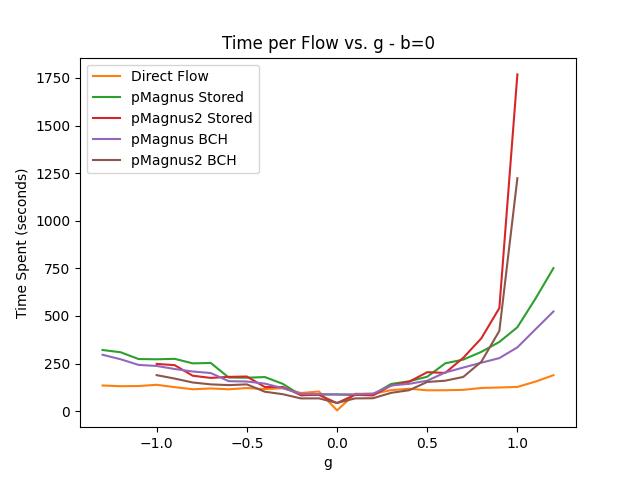 Time per Flow vs. g - b=0
Direct Flow
pMagnus Stored
pMagnus2 Stored
pMagnus BCH
pMagnus2 BCH
Time Spent (seconds)
1750
1500
1250
1000
750
500
250
0
−1.0
−0.5
0.0
0.5
1.0
g